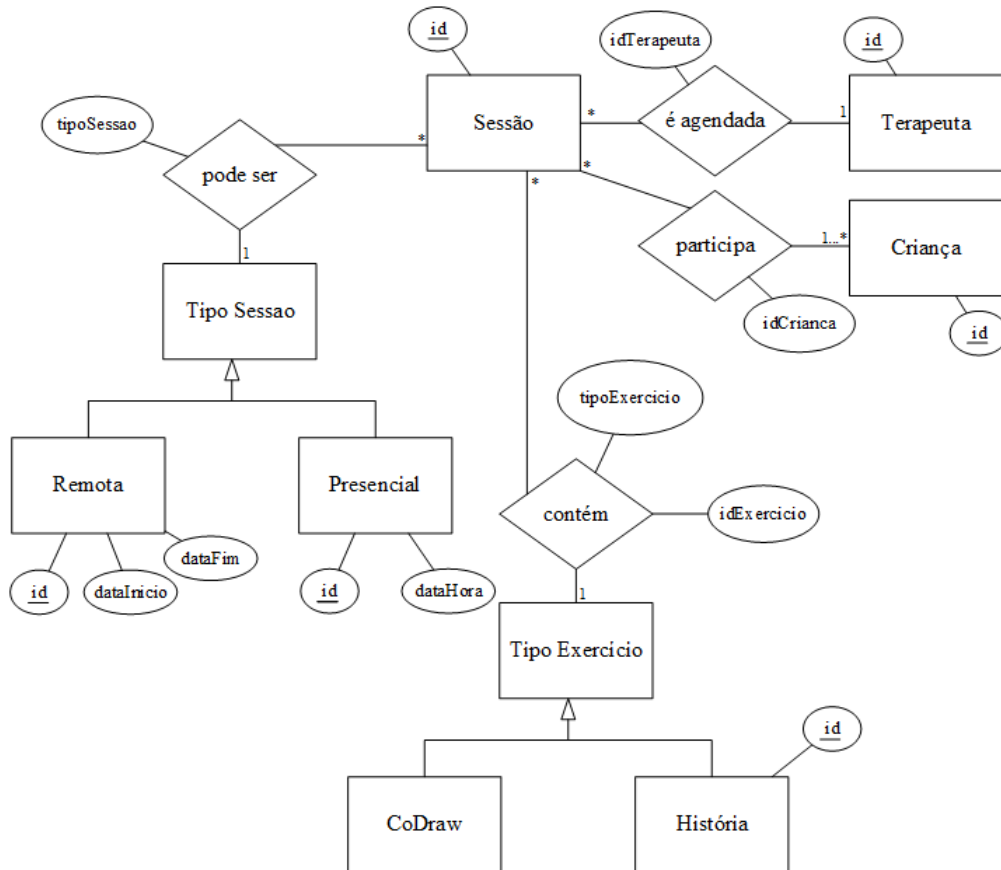 id
idTerapeuta
id
tipoSessao
Sessão
*
é agendada
1
Terapeuta
*
pode ser
*
*
participa
1...*
Criança
1
Tipo Sessao
idCrianca
id
tipoExercicio
Remota
Presencial
contém
idExercicio
dataFim
id
dataInicio
id
dataHora
1
Tipo Exercício
id
CoDraw
História